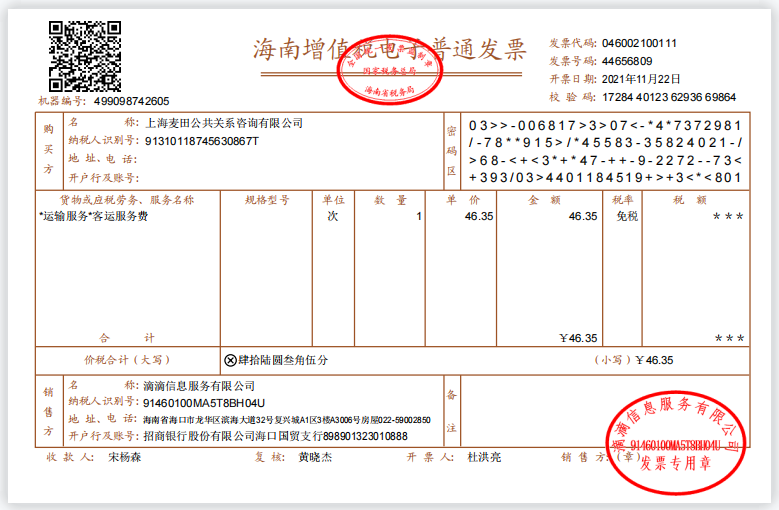 海南增值税电子普通发票
全国统一发票监制章
国家税务总局
海南省税务局
发票代码: 046002100111
发票号码: 44656809
开票日期: 2021年11月22日
校 验 码: 17284 40123 62936 69864
机器编号: 499098742605
购买方
名 称: 上海麦田公共关系咨询有限公司
纳税人识别号: 91310118745630867T
地 址、电 话:
开户行及账号:
密码区
03>>-006817>3>07<-*4*7372981
/-78**915>/*45583-35824021-/
>68-<+<3*+*47-++-9-2272--73<
+393/03>4401184519+>+3<*<801
货物或应税劳务、服务名称 规格型号 单位 数 量 单 价 金 额 税率 税 额
*运输服务*客运服务费 次 1 46.35 46.35 免税 ***
合 计 ¥46.35 ***
价税合计（大写） ⊗肆拾陆圆叁角伍分 （小写）¥46.35
销售方
名 称: 滴滴信息服务有限公司
纳税人识别号: 91460100MA5T8BH04U
地 址、电 话: 海南省海口市龙华区滨海大道32号复兴城A1区3楼A3006号房屋022-59002850
开户行及账号: 招商银行股份有限公司海口国贸支行898901323010888
备注
收 款 人: 宋杨森 复 核: 黄晓杰 开 票 人: 杜洪亮 销 售 方:（章）
滴滴信息服务有限公司
91460100MA5T8BH04U
发票专用章